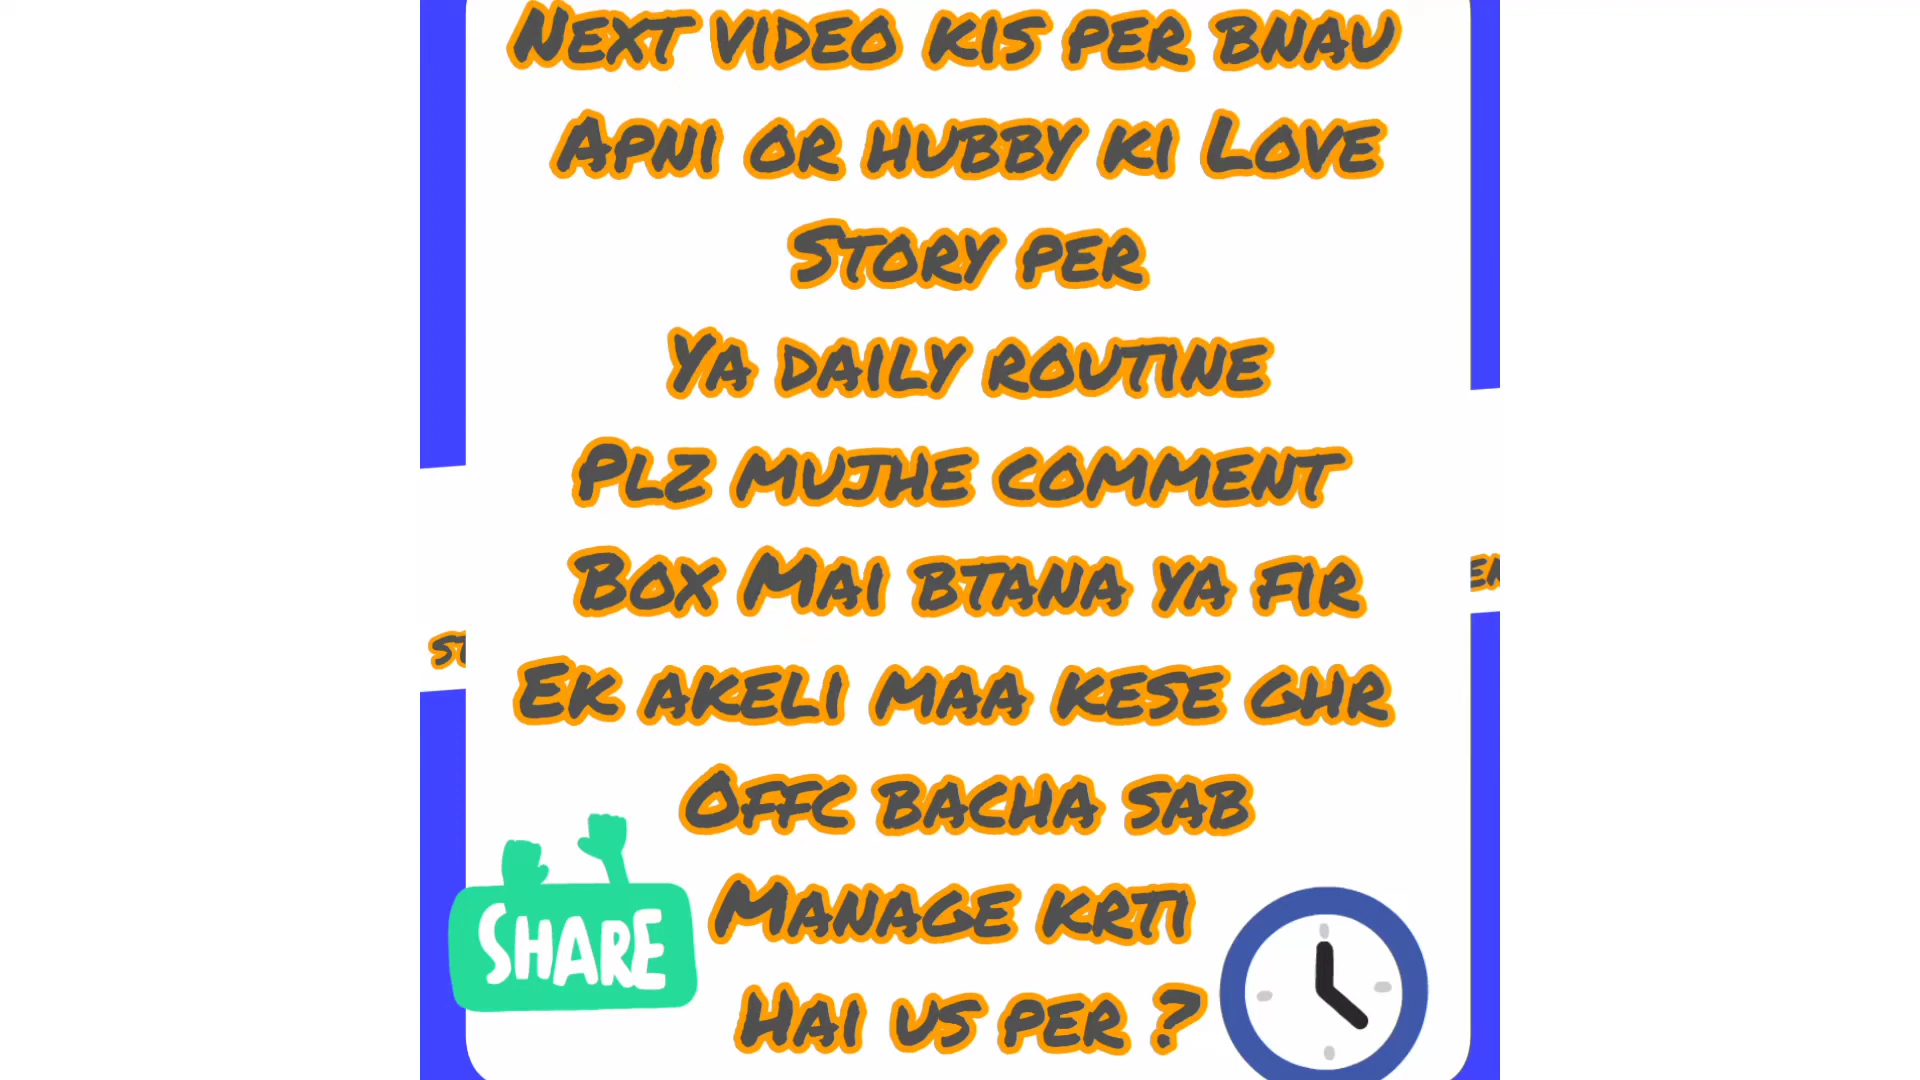 Next video kis per bnau
Apni or hubby ki Love
Story per
Ya daily routine
Plz mujhe comment
Box Mai btana ya fir
Ek akeli maa kese ghr
Offc bacha sab
Manage krti
Hai us per ?
Share